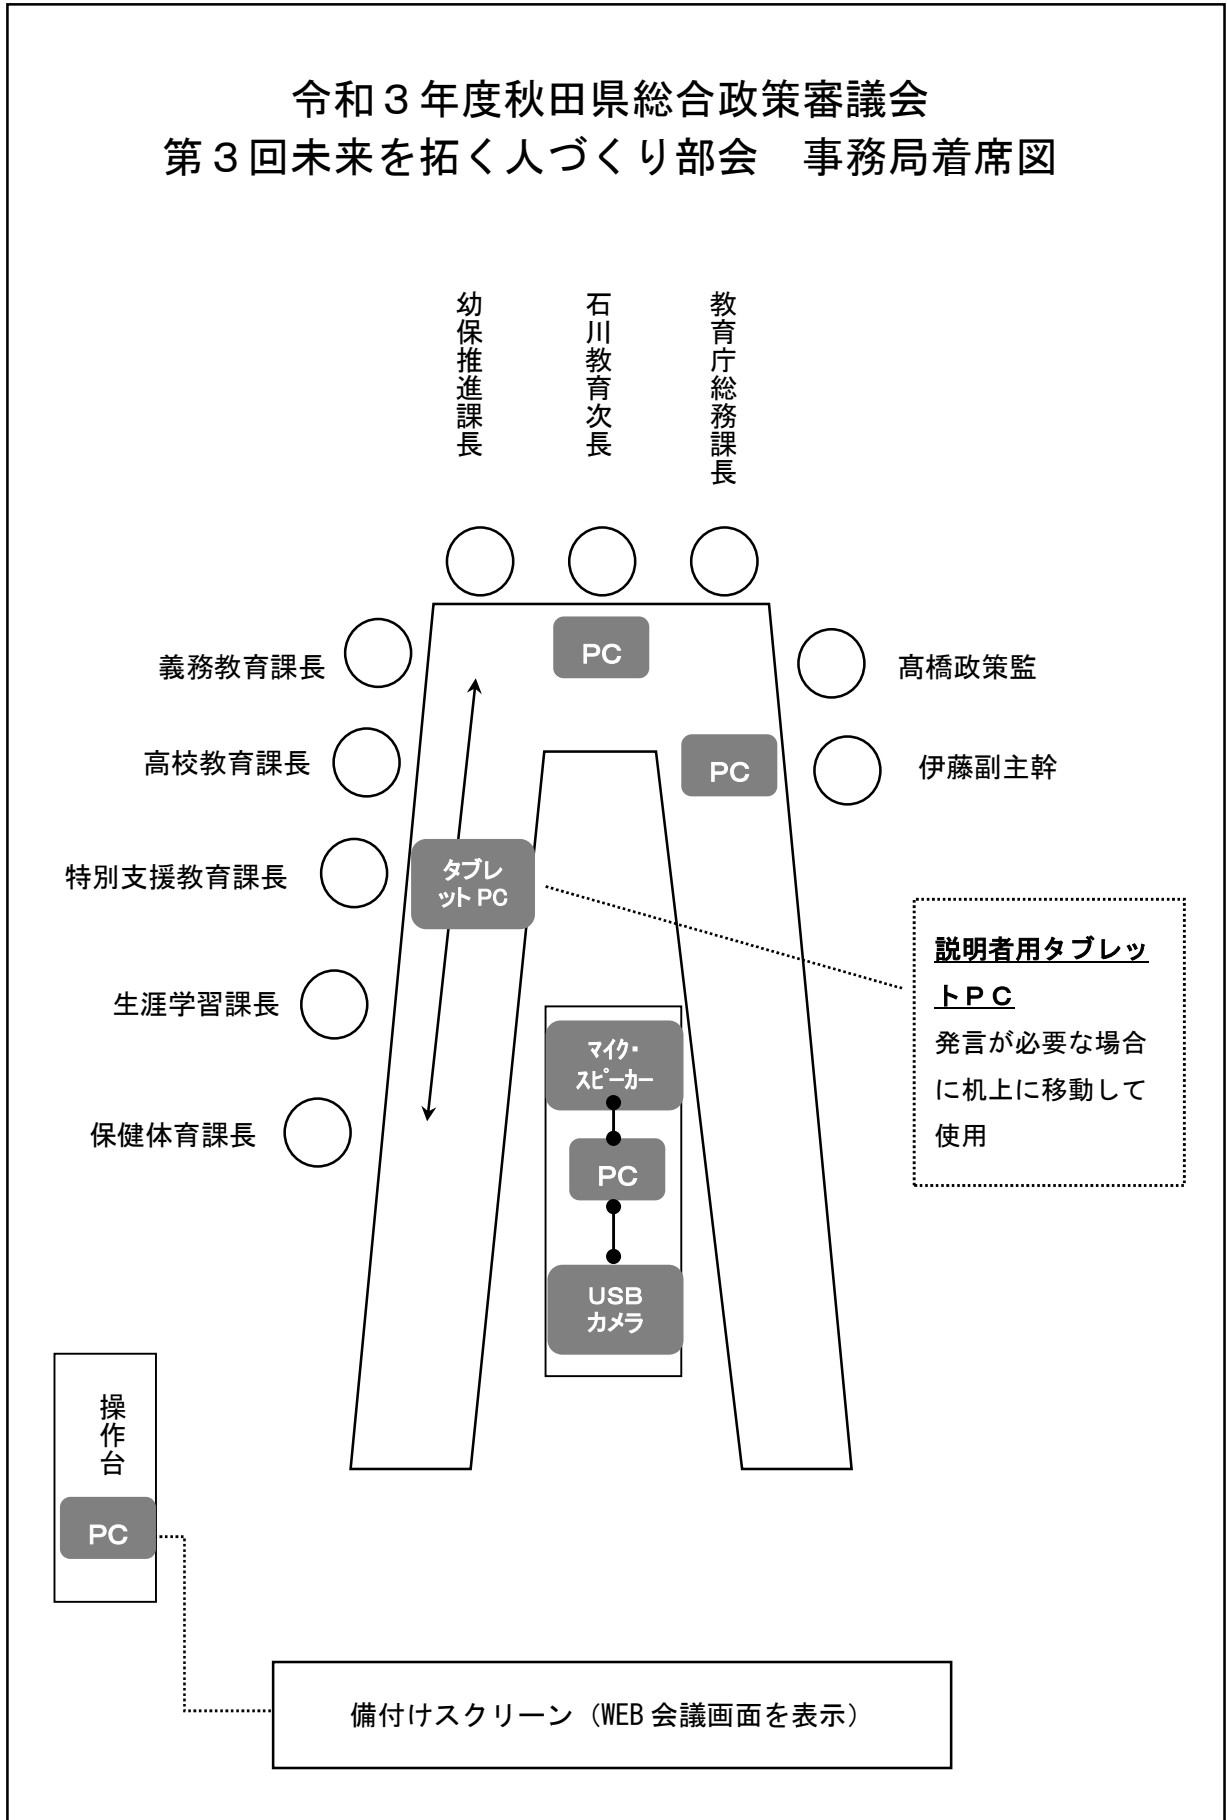 令和３年度秋田県総合政策審議会
第３回未来を拓く人づくり部会　事務局着席図
幼保推進課長
石川教育次長
教育庁総務課長
PC
義務教育課長
髙橋政策監
高校教育課長
PC
伊藤副主幹
特別支援教育課長
タブレ
ットPC
説明者用タブレッ
トＰＣ
発言が必要な場合
に机上に移動して
使用
生涯学習課長
マイク・
スピーカー
保健体育課長
PC
USB
カメラ
操作台
PC
備付けスクリーン（WEB会議画面を表示）